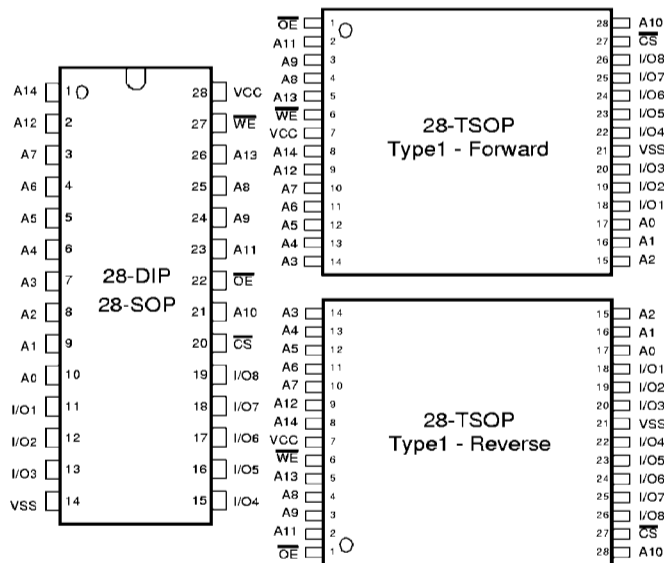 A14 1 28 VCC
A12 2 27 W̅E̅
A7 3 26 A13
A6 4 25 A8
A5 5 24 A9
A4 6 23 A11
A3 7 22 O̅E̅
28-DIP
28-SOP
A2 8 21 A10
A1 9 20 C̅S̅
A0 10 19 I/O8
I/O1 11 18 I/O7
I/O2 12 17 I/O6
I/O3 13 16 I/O5
VSS 14 15 I/O4
O̅E̅ 1 28 A10
A11 2 27 C̅S̅
A9 3 26 I/O8
A8 4 25 I/O7
A13 5 24 I/O6
W̅E̅ 6 23 I/O5
VCC 7 22 I/O4
A14 8 21 VSS
A12 9 20 I/O3
A7 10 19 I/O2
A6 11 18 I/O1
A5 12 17 A0
A4 13 16 A1
A3 14 15 A2
28-TSOP
Type1 - Forward
A3 14 15 A2
A4 13 16 A1
A5 12 17 A0
A6 11 18 I/O1
A7 10 19 I/O2
A12 9 20 I/O3
A14 8 21 VSS
VCC 7 22 I/O4
W̅E̅ 6 23 I/O5
A13 5 24 I/O6
A8 4 25 I/O7
A9 3 26 I/O8
A11 2 27 C̅S̅
O̅E̅ 1 28 A10
28-TSOP
Type1 - Reverse